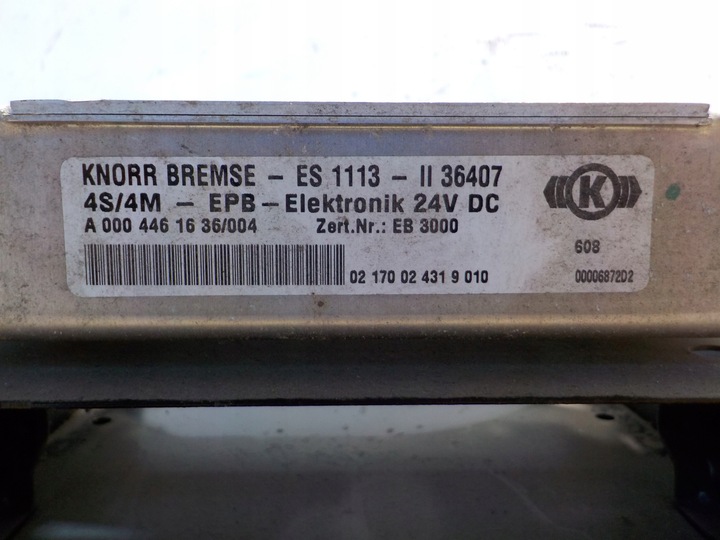 KNORR BREMSE - ES 1113 - II 36407
4S/4M - EPB - Elektronik 24V DC
A 000 446 16 36/004 Zert.Nr.: EB 3000
02 170 02 431 9 010
K
608
00006872D2